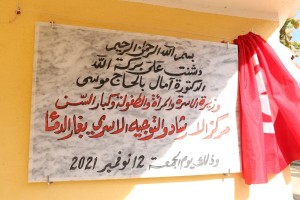 بسم الله الرحمن الرحيم
دشنت على بركة الله
الدكتورة آمال بالحاج موسى
وزيرة الأسرة والمرأة والطفولة وكبار السن
مركز الإرشاد والتوجيه الأسري بغار الدماء
وذلك يوم الجمعة 12 نوفمبر 2021